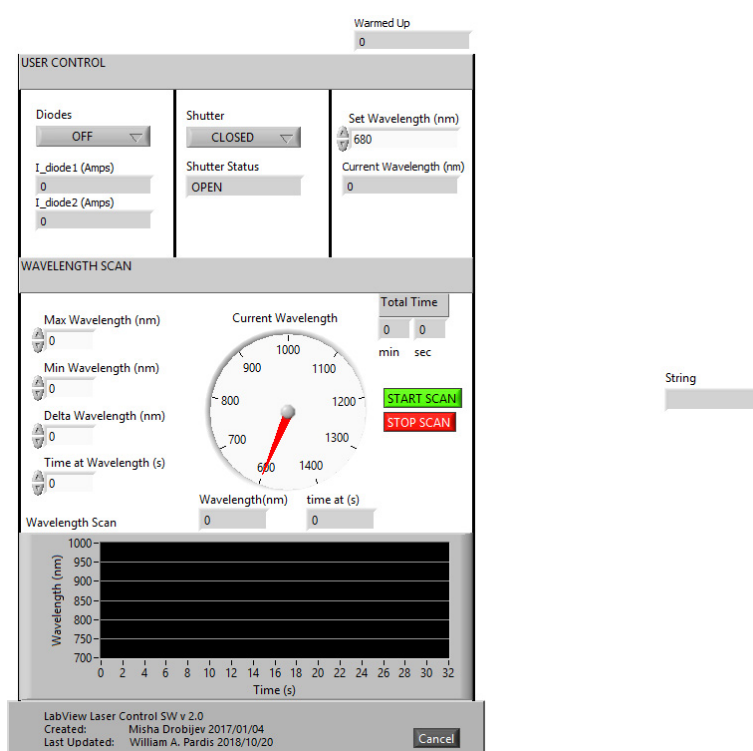 Warmed Up
0
USER CONTROL
Diodes
OFF
I_diode1 (Amps)
0
I_diode2 (Amps)
0
Shutter
CLOSED
Shutter Status
OPEN
Set Wavelength (nm)
680
Current Wavelength (nm)
0
WAVELENGTH SCAN
Max Wavelength (nm)
0
Min Wavelength (nm)
0
Delta Wavelength (nm)
0
Time at Wavelength (s)
0
Current Wavelength
600
700
800
900
1000
1100
1200
1300
1400
Wavelength(nm)
0
time at (s)
0
Total Time
0 0
min sec
START SCAN
STOP SCAN
String
Wavelength Scan
Wavelength (nm)
1000
950
900
850
800
750
700
0 2 4 6 8 10 12 14 16 18 20 22 24 26 28 30 32
Time (s)
LabView Laser Control SW v 2.0
Created: Misha Drobijev 2017/01/04
Last Updated: William A. Pardis 2018/10/20
Cancel